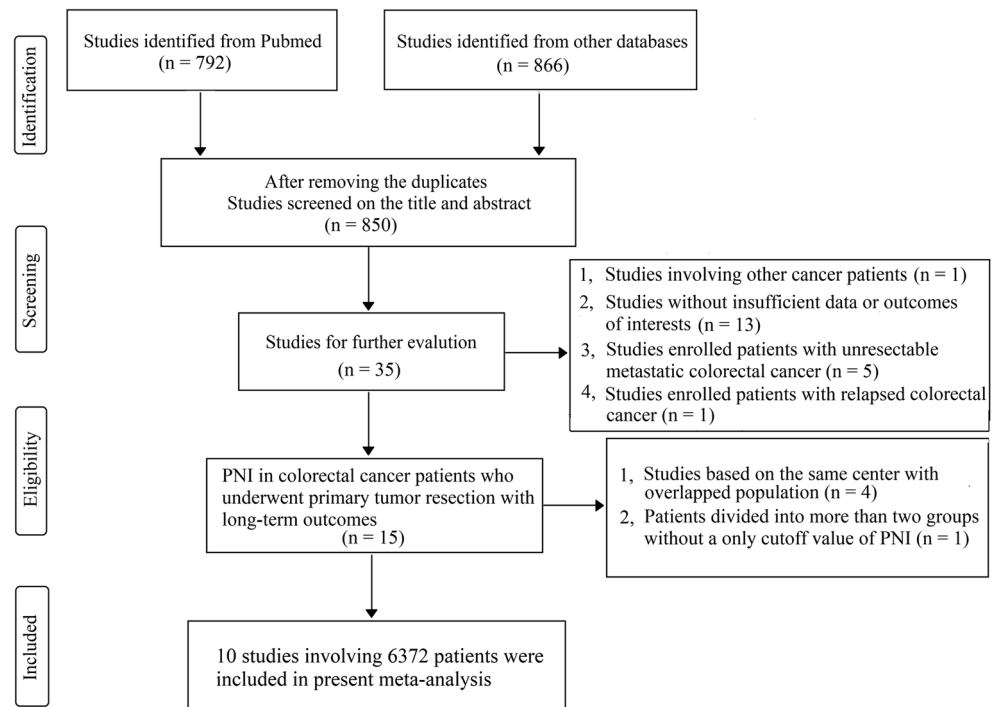 Identification
Studies identified from Pubmed
(n = 792)
Studies identified from other databases
(n = 866)
After removing the duplicates
Studies screened on the title and abstract
(n = 850)
Screening
Studies for further evalution
(n = 35)
1, Studies involving other cancer patients (n = 1)
2, Studies without insufficient data or outcomes
of interests (n = 13)
3, Studies enrolled patients with unresectable
metastatic colorectal cancer (n = 5)
4, Studies enrolled patients with relapsed colorectal
cancer (n = 1)
Eligibility
PNI in colorectal cancer patients who
underwent primary tumor resection with
long-term outcomes
(n = 15)
1, Studies based on the same center with
overlapped population (n = 4)
2, Patients divided into more than two groups
without a only cutoff value of PNI (n = 1)
Included
10 studies involving 6372 patients were
included in present meta-analysis